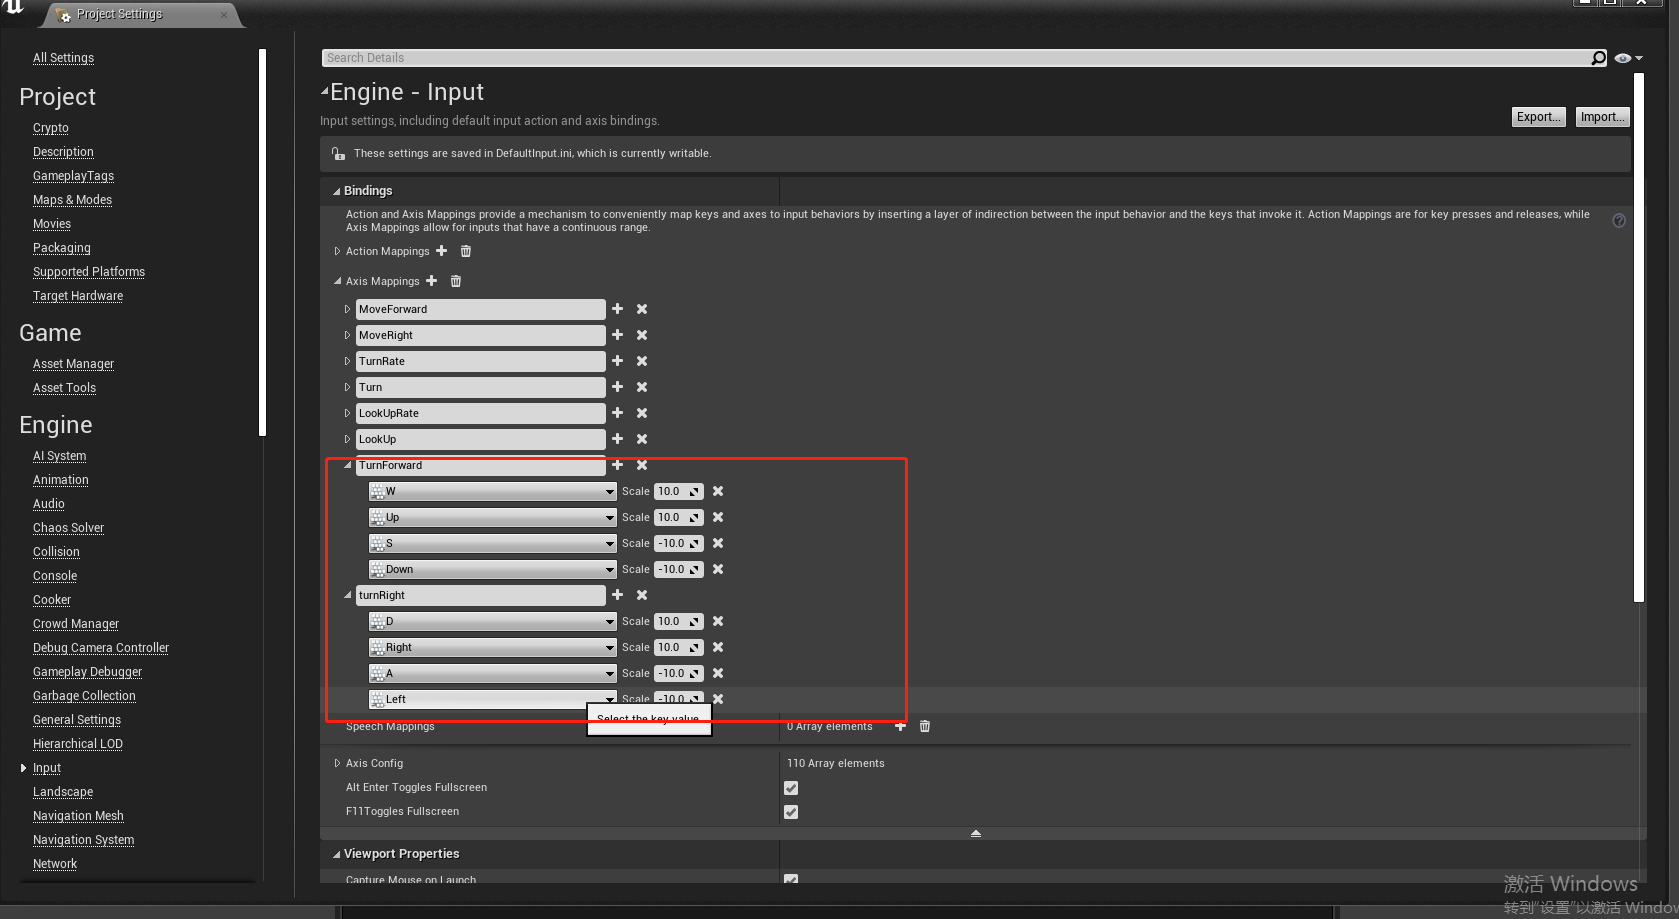 Project Settings
All Settings
Project
Crypto
Description
GameplayTags
Maps & Modes
Movies
Packaging
Supported Platforms
Target Hardware
Game
Asset Manager
Asset Tools
Engine
AI System
Animation
Audio
Chaos Solver
Collision
Console
Cooker
Crowd Manager
Debug Camera Controller
Gameplay Debugger
Garbage Collection
General Settings
Hierarchical LOD
Input
Landscape
Navigation Mesh
Navigation System
Network
Search Details
Engine - Input
Input settings, including default input action and axis bindings.
Export...
Import...
These settings are saved in DefaultInput.ini, which is currently writable.
Bindings
Action and Axis Mappings provide a mechanism to conveniently map keys and axes to input behaviors by inserting a layer of indirection between the input behavior and the keys that invoke it. Action Mappings are for key presses and releases, while
Axis Mappings allow for inputs that have a continuous range.
Action Mappings
Axis Mappings
MoveForward
MoveRight
TurnRate
Turn
LookUpRate
LookUp
TurnForward
W Scale 10.0
Up Scale 10.0
S Scale -10.0
Down Scale -10.0
turnRight
D Scale 10.0
Right Scale 10.0
A Scale -10.0
Left Scale -10.0
Select the key value.
Speech Mappings 0 Array elements
Axis Config 110 Array elements
Alt Enter Toggles Fullscreen
F11Toggles Fullscreen
Viewport Properties
Capture Mouse on Launch
激活 Windows
转到"设置"以激活 Windo